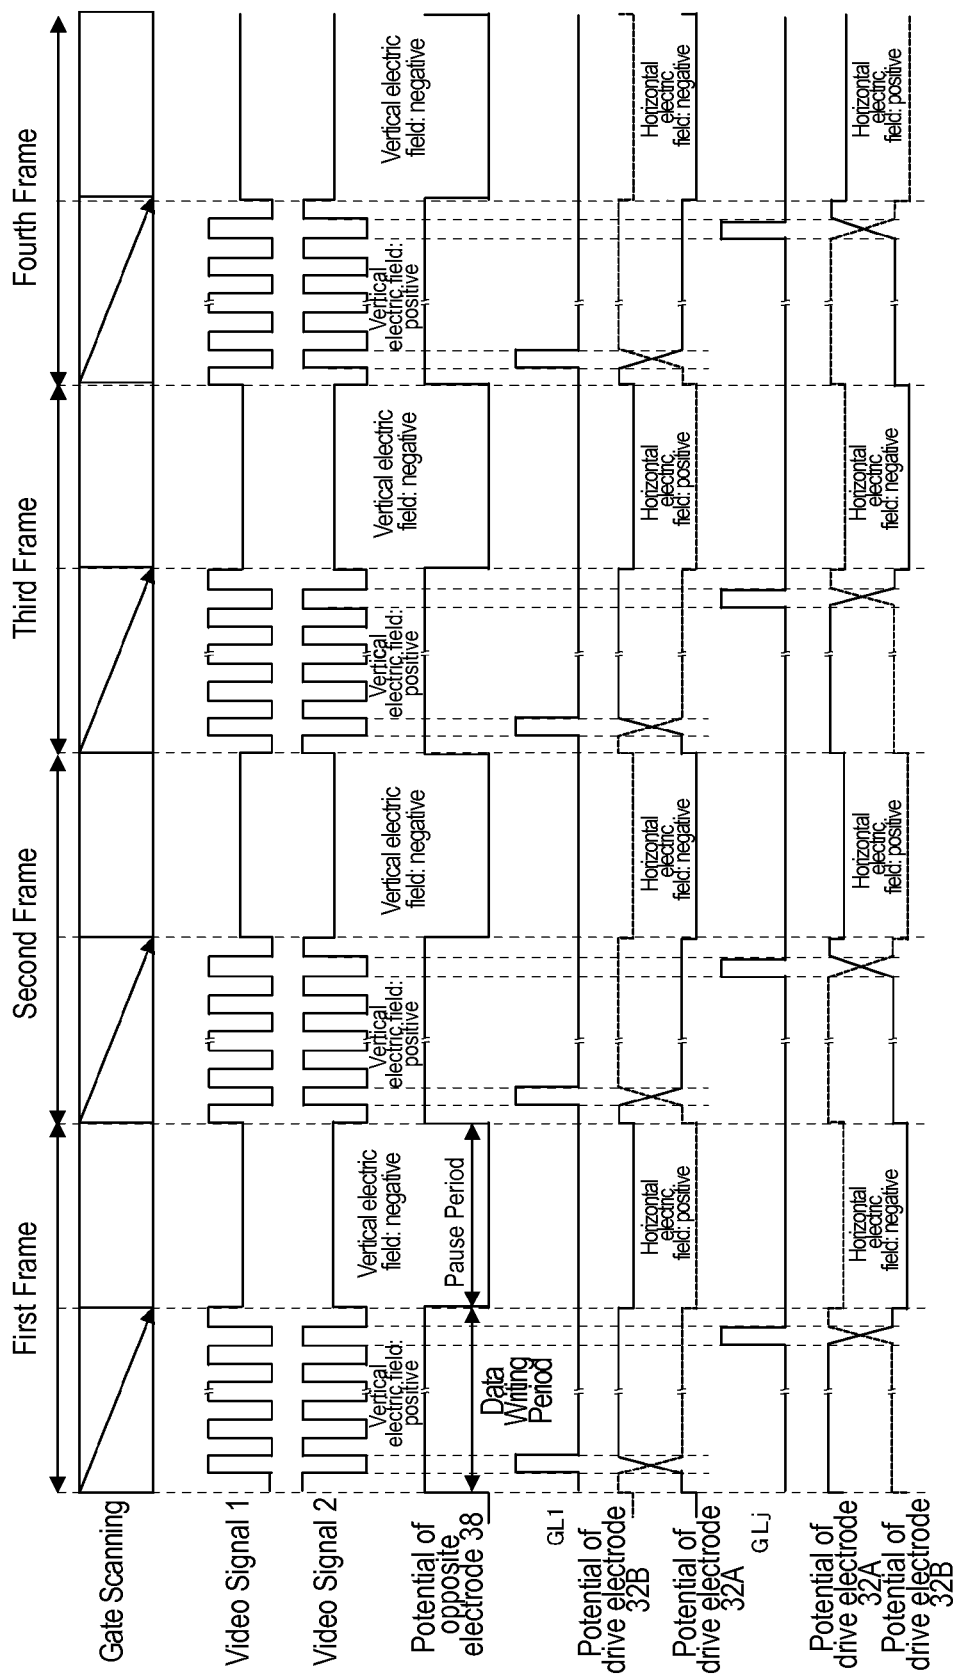 First Frame
Second Frame
Third Frame
Fourth Frame
Gate Scanning
Video Signal 1
Video Signal 2
Vertical electric field:
positive
Vertical electric
field: negative
Vertical electric field:
positive
Vertical electric
field: negative
Vertical electric field:
positive
Vertical electric
field: negative
Vertical electric field:
positive
Vertical electric
field: negative
Potential of
opposite
electrode 38
Data
Writing
Period
Pause Period
GL1
Potential of
drive electrode
32B
Horizontal
electric
field: positive
Horizontal
electric
field: negative
Horizontal
electric
field: positive
Horizontal
electric
field: negative
Potential of
drive electrode
32A
GLj
Potential of
drive electrode
32A
Horizontal
electric
field: negative
Horizontal
electric
field: positive
Horizontal
electric
field: negative
Horizontal
electric
field: positive
Potential of
drive electrode
32B